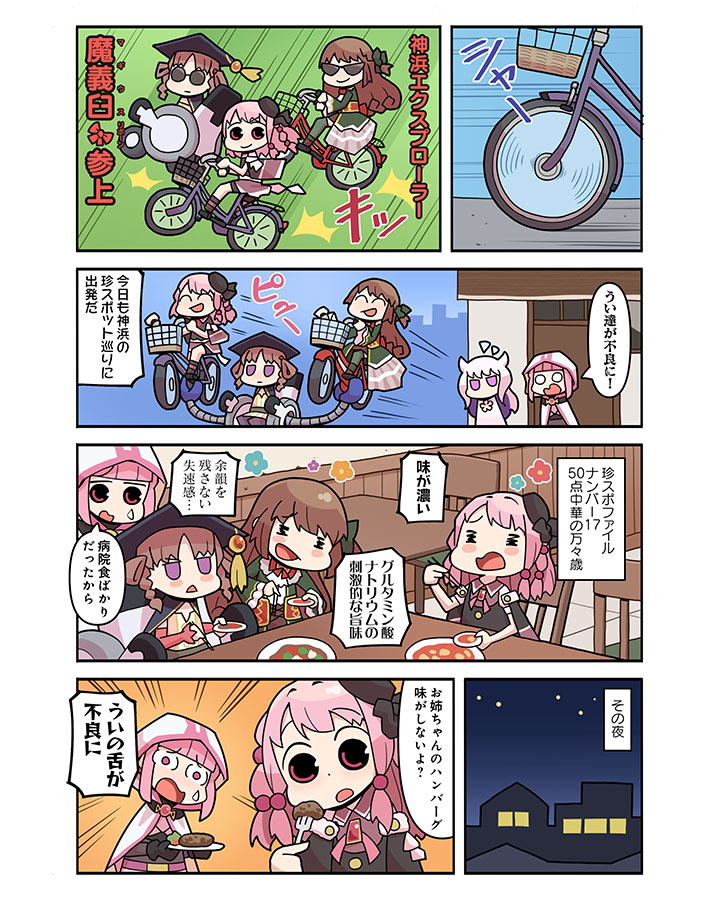 シャー
神浜エクスプローラー
魔義臼参上
マギウスリボーン
キッ
うい達が不良に！
ピュー
今日も神浜の
珍スポット巡りに
出発だ
珍スポファイル
ナンバー17
50点中華の万々歳
味が濃い
グルタミン酸
ナトリウムの
刺激的な旨味
余韻を
残さない
失速感…
病院食ばかり
だったから
その夜
お姉ちゃんのハンバーグ
味がしないよ？
ういの舌が
不良に